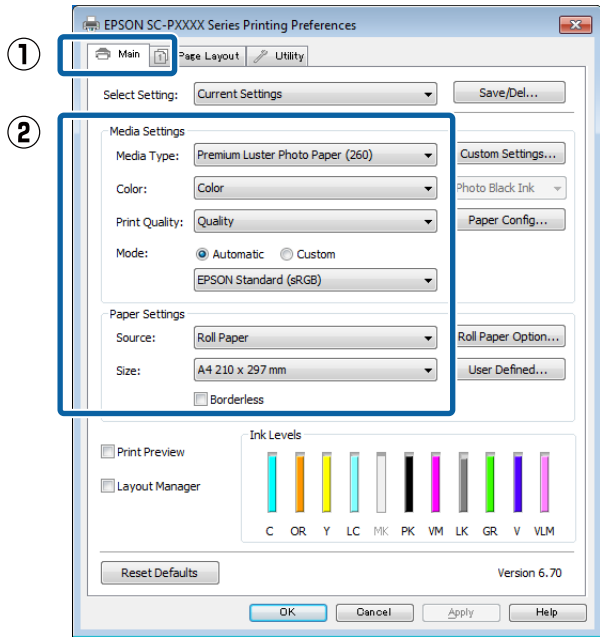 EPSON SC-PXXXX Series Printing Preferences
① Main Page Layout Utility
Select Setting: Current Settings Save/Del...
②
Media Settings
Media Type: Premium Luster Photo Paper (260) Custom Settings...
Color: Color Photo Black Ink
Print Quality: Quality Paper Config...
Mode: Automatic Custom
EPSON Standard (sRGB)
Paper Settings
Source: Roll Paper Roll Paper Option...
Size: A4 210 x 297 mm User Defined...
Borderless
Ink Levels
Print Preview
Layout Manager
C OR Y LC MK PK VM LK GR V VLM
Reset Defaults Version 6.70
OK Cancel Apply Help